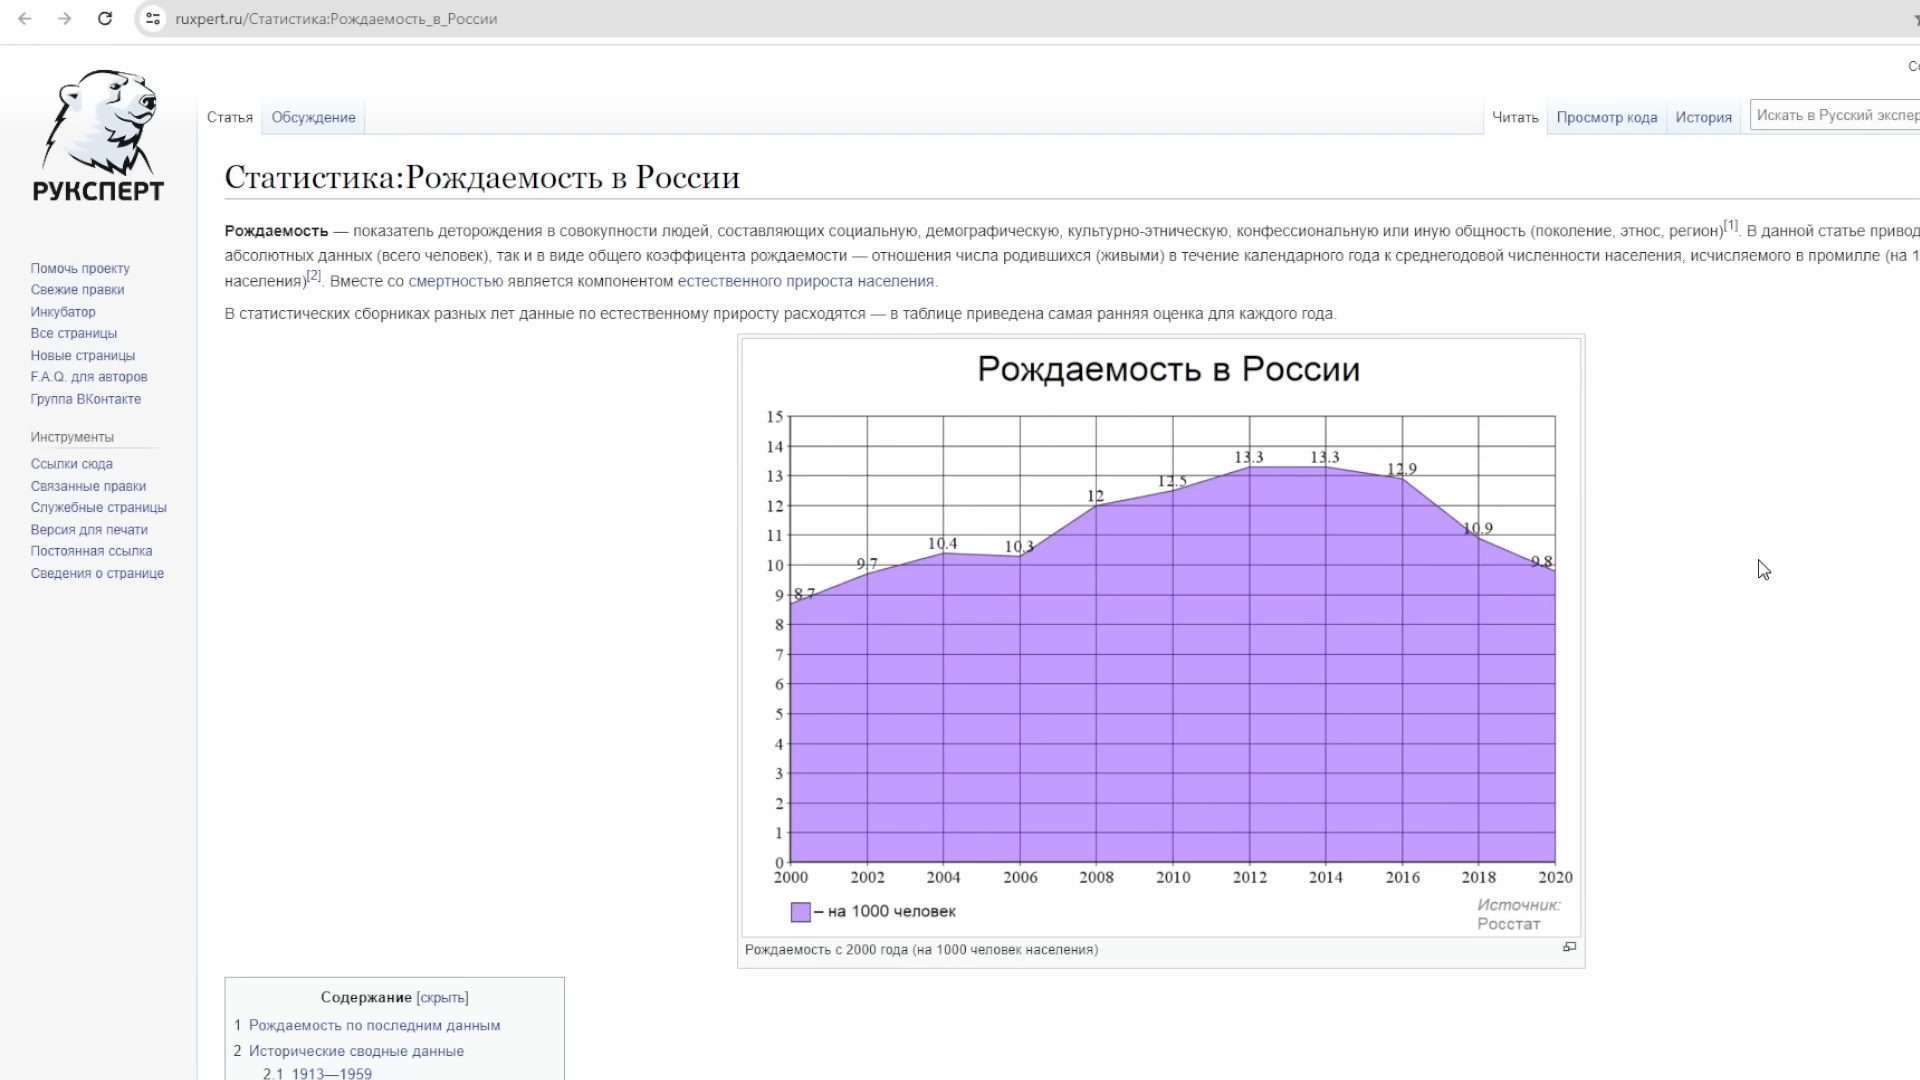 ruxpert.ru/Статистика:Рождаемость_в_России
РУКСПЕРТ
Статья Обсуждение Читать Просмотр кода История Искать в Русский экспер
Статистика:Рождаемость в России
Рождаемость — показатель деторождения в совокупности людей, составляющих социальную, демографическую, культурно-этническую, конфессиональную или иную общность (поколение, этнос, регион)[1]. В данной статье привод
абсолютных данных (всего человек), так и в виде общего коэффицента рождаемости — отношения числа родившихся (живыми) в течение календарного года к среднегодовой численности населения, исчисляемого в промилле (на 1
населения)[2]. Вместе со смертностью является компонентом естественного прироста населения.
В статистических сборниках разных лет данные по естественному приросту расходятся — в таблице приведена самая ранняя оценка для каждого года.
Помочь проекту
Свежие правки
Инкубатор
Все страницы
Новые страницы
F.A.Q. для авторов
Группа ВКонтакте
Инструменты
Ссылки сюда
Связанные правки
Служебные страницы
Версия для печати
Постоянная ссылка
Сведения о странице
Рождаемость в России
15
14
13
12
11
10
9
8
7
6
5
4
3
2
1
0
8.7 9.7 10.4 10.3 12 12.5 13.3 13.3 12.9 10.9 9.8
2000 2002 2004 2006 2008 2010 2012 2014 2016 2018 2020
– на 1000 человек
Источник:
Росстат
Рождаемость с 2000 года (на 1000 человек населения)
Содержание [скрыть]
1 Рождаемость по последним данным
2 Исторические сводные данные
2.1 1913—1959